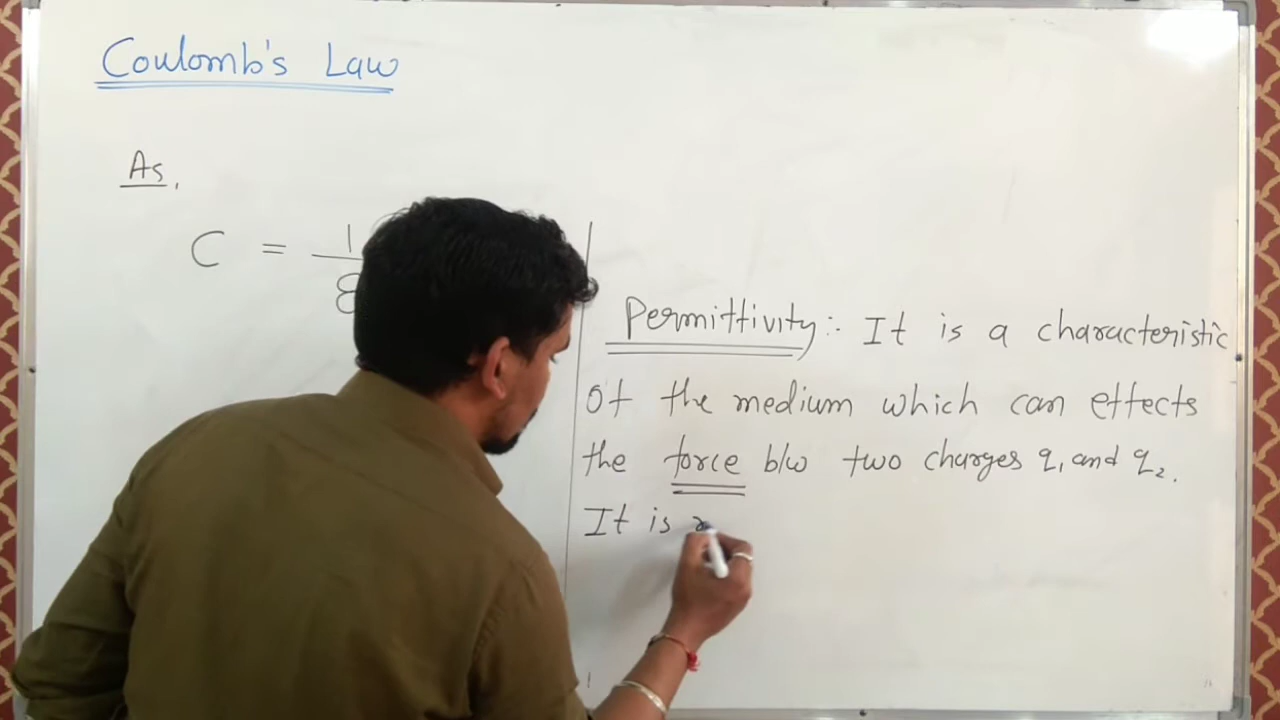 Coulomb's Law
As,
C = 1
ε
Permittivity:- It is a characteristic
of the medium which can effects
the force b/w two charges q₁ and q₂.
It is